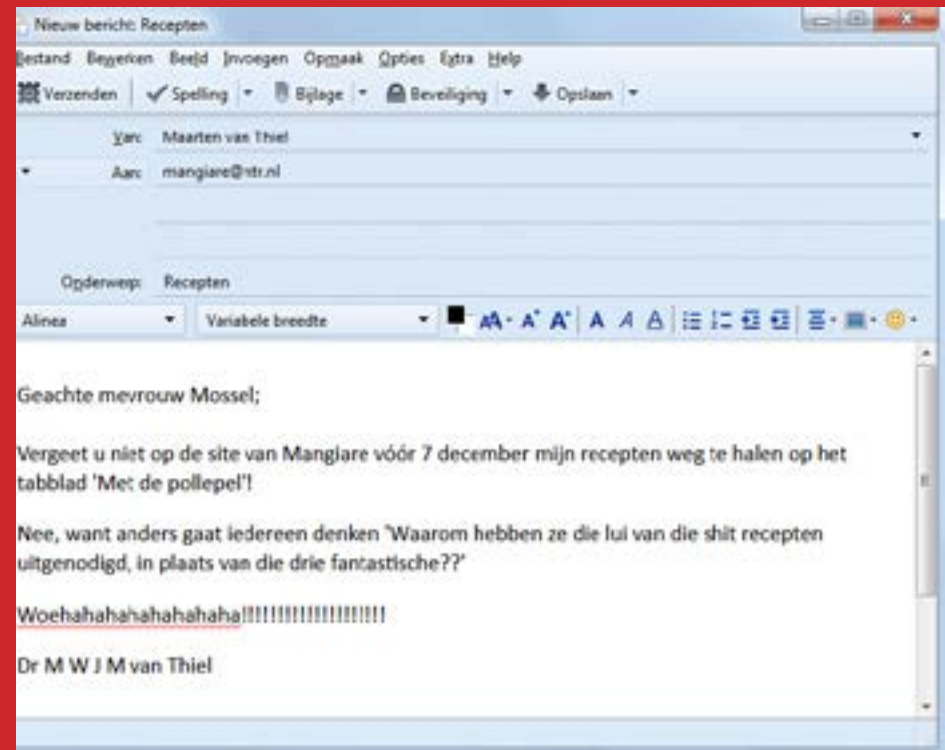 Nieuw bericht: Recepten
Bestand Bewerken Beeld Invoegen Opmaak Opties Extra Help
Verzenden Spelling Bijlage Beveiliging Opslaan
Van: Maarten van Thiel
Aan: mangiare@ntr.nl
Onderwerp: Recepten
Alinea Variabele breedte
Geachte mevrouw Mossel;
Vergeet u niet op de site van Mangiare vóór 7 december mijn recepten weg te halen op het
tabblad 'Met de pollepel'!
Nee, want anders gaat iedereen denken 'Waarom hebben ze die lui van die shit recepten
uitgenodigd, in plaats van die drie fantastische??'
Woehahahahahahahaha!!!!!!!!!!!!!!!!!!!!
Dr M W J M van Thiel